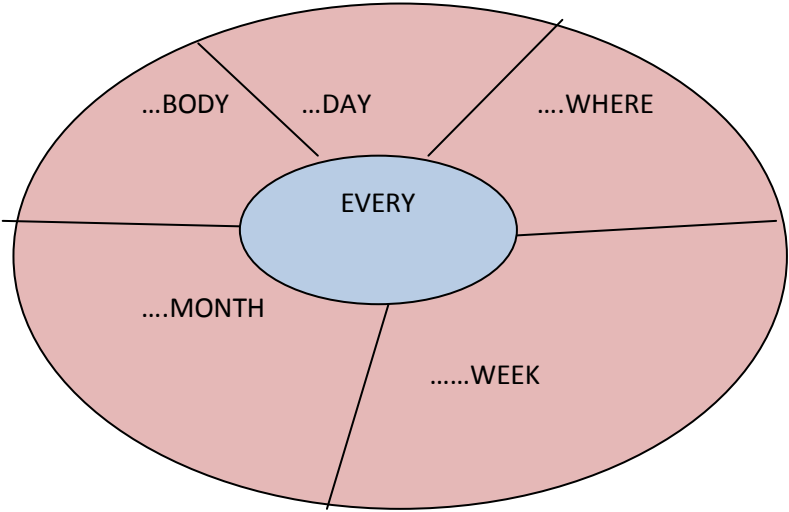 ...BODY
...DAY
....WHERE
EVERY
....MONTH
......WEEK